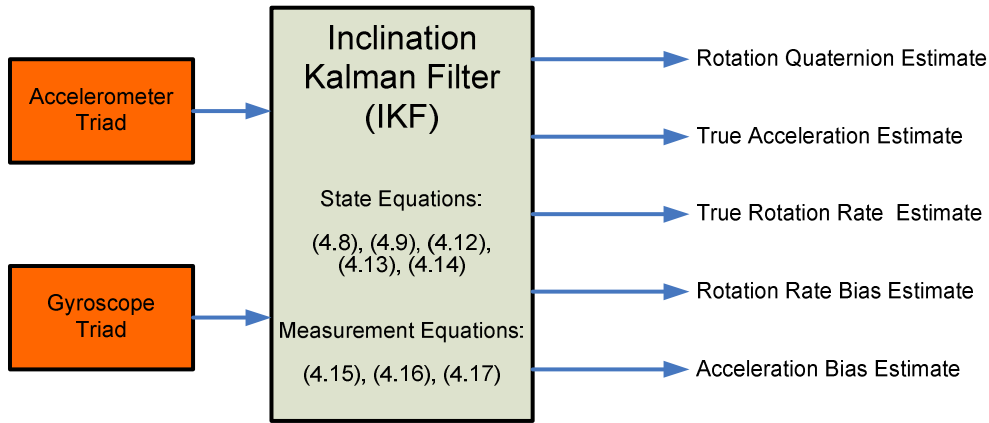 Accelerometer
Triad
Gyroscope
Triad
Inclination
Kalman Filter
(IKF)
State Equations:
(4.8), (4.9), (4.12),
(4.13), (4.14)
Measurement Equations:
(4.15), (4.16), (4.17)
Rotation Quaternion Estimate
True Acceleration Estimate
True Rotation Rate  Estimate
Rotation Rate Bias Estimate
Acceleration Bias Estimate